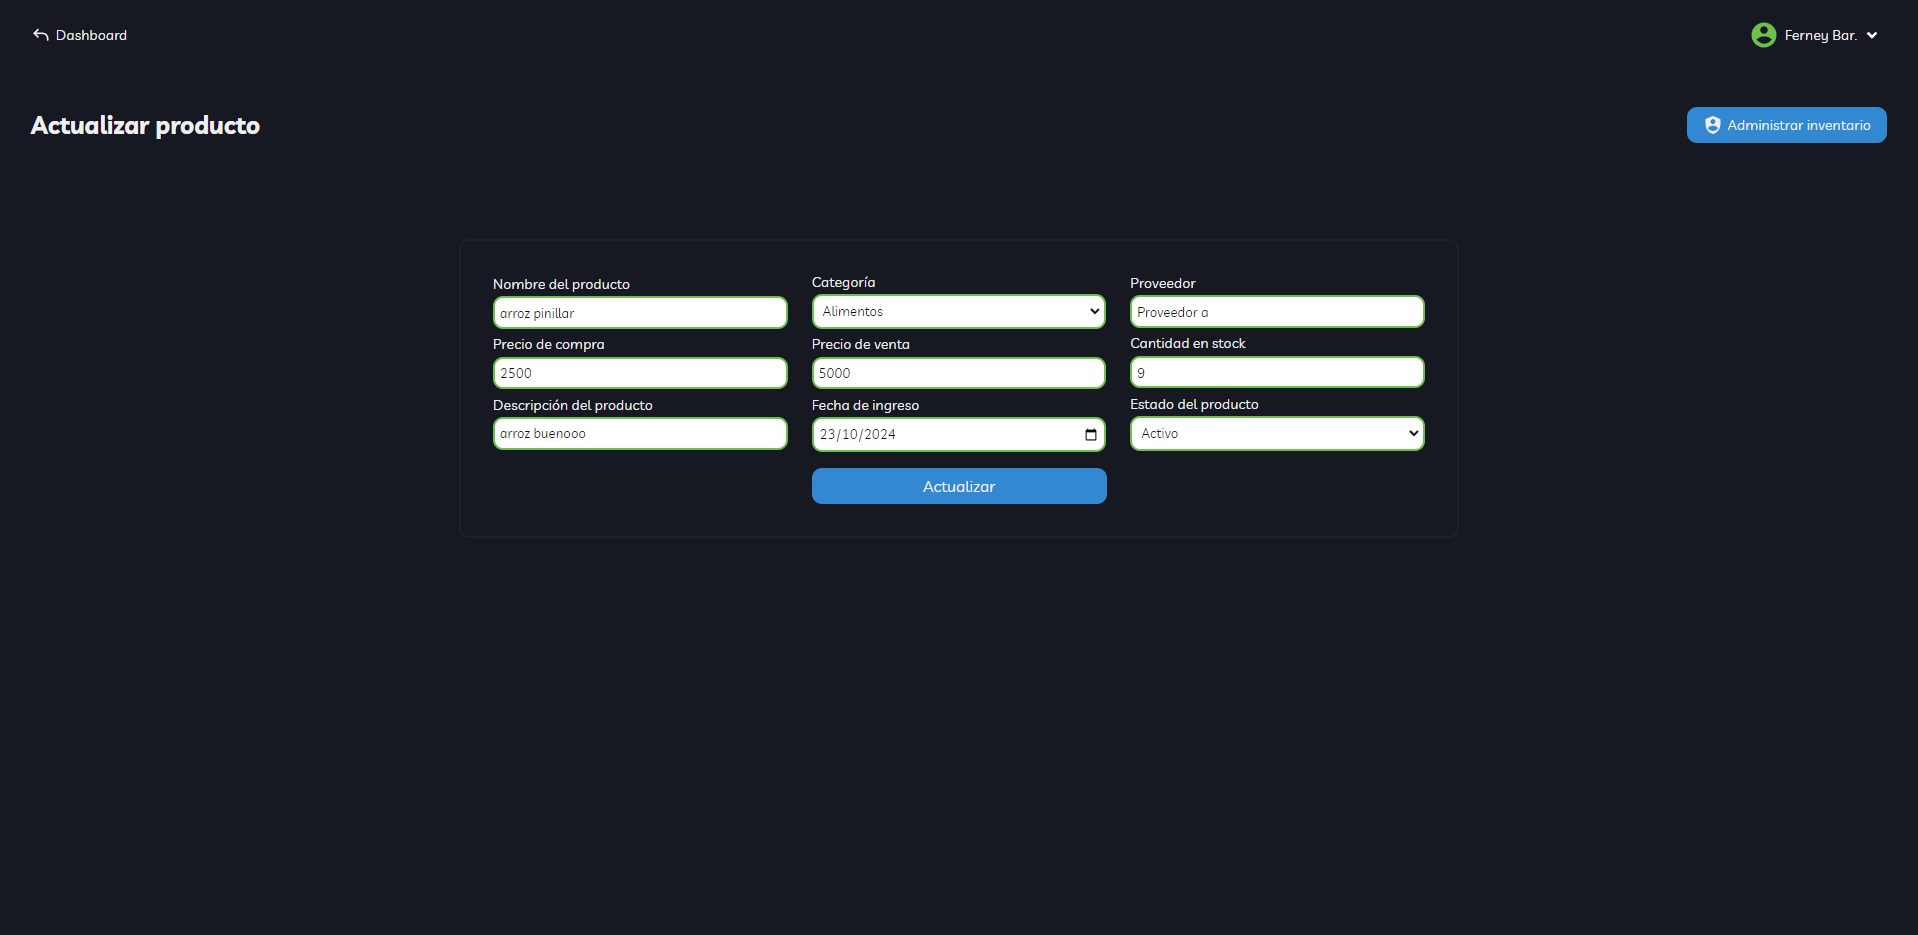 Dashboard
Ferney Bar.
Actualizar producto
Administrar inventario
Nombre del producto
Categoría
Proveedor
arroz pinillar
Alimentos
Proveedor a
Precio de compra
Precio de venta
Cantidad en stock
2500
5000
9
Descripción del producto
Fecha de ingreso
Estado del producto
arroz buenooo
23/10/2024
Activo
Actualizar